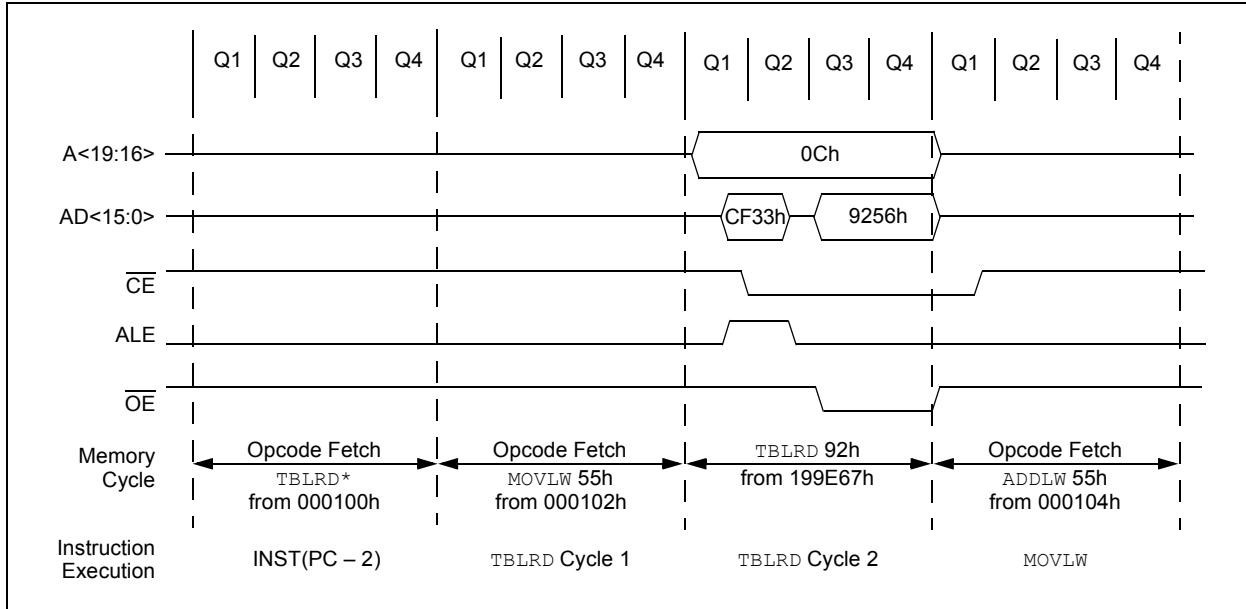 Q1 Q2 Q3 Q4 Q1 Q2 Q3 Q4 Q1 Q2 Q3 Q4 Q1 Q2 Q3 Q4
A<19:16>
0Ch
AD<15:0>
CF33h
9256h
CE
ALE
OE
Memory
Cycle
Opcode Fetch
TBLRD*
from 000100h
Opcode Fetch
MOVLW 55h
from 000102h
TBLRD 92h
from 199E67h
Opcode Fetch
ADDLW 55h
from 000104h
Instruction
Execution
INST(PC – 2)
TBLRD Cycle 1
TBLRD Cycle 2
MOVLW